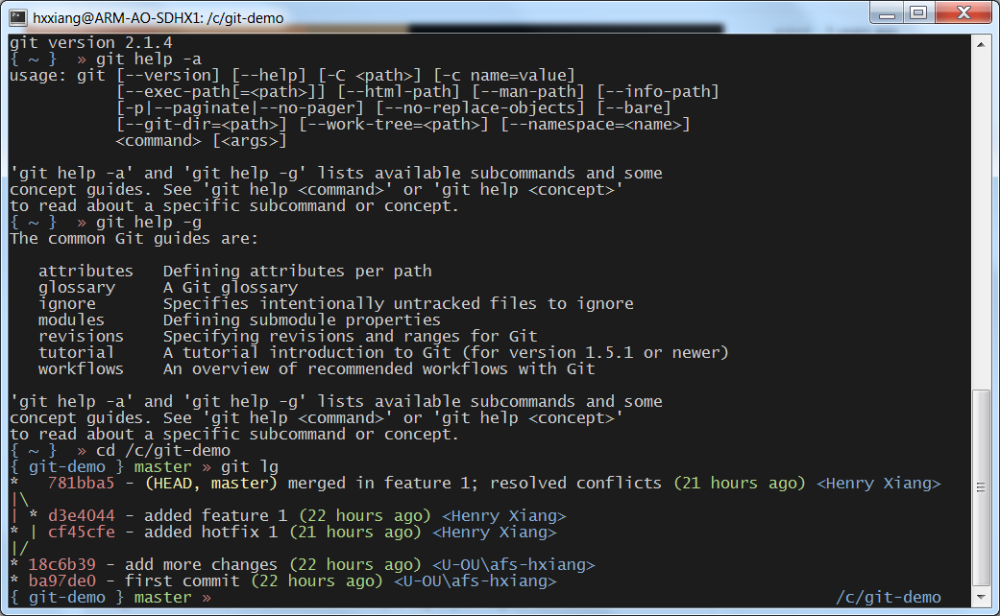 hxxiang@ARM-AO-SDHX1: /c/git-demo
git version 2.1.4
{ ~ }  » git help -a
usage: git [--version] [--help] [-C <path>] [-c name=value]
           [--exec-path[=<path>]] [--html-path] [--man-path] [--info-path]
           [-p|--paginate|--no-pager] [--no-replace-objects] [--bare]
           [--git-dir=<path>] [--work-tree=<path>] [--namespace=<name>]
           <command> [<args>]

'git help -a' and 'git help -g' lists available subcommands and some
concept guides. See 'git help <command>' or 'git help <concept>'
to read about a specific subcommand or concept.
{ ~ }  » git help -g
The common Git guides are:

   attributes   Defining attributes per path
   glossary     A Git glossary
   ignore       Specifies intentionally untracked files to ignore
   modules      Defining submodule properties
   revisions    Specifying revisions and ranges for Git
   tutorial     A tutorial introduction to Git (for version 1.5.1 or newer)
   workflows    An overview of recommended workflows with Git

'git help -a' and 'git help -g' lists available subcommands and some
concept guides. See 'git help <command>' or 'git help <concept>'
to read about a specific subcommand or concept.
{ ~ }  » cd /c/git-demo
{ git-demo } master » git lg
*   781bba5 - (HEAD, master) merged in feature 1; resolved conflicts (21 hours ago) <Henry Xiang>
|\
| * d3e4044 - added feature 1 (22 hours ago) <Henry Xiang>
* | cf45cfe - added hotfix 1 (21 hours ago) <Henry Xiang>
|/
* 18c6b39 - add more changes (22 hours ago) <U-OU\afs-hxiang>
* ba97de0 - first commit (22 hours ago) <U-OU\afs-hxiang>
{ git-demo } master » /c/git-demo